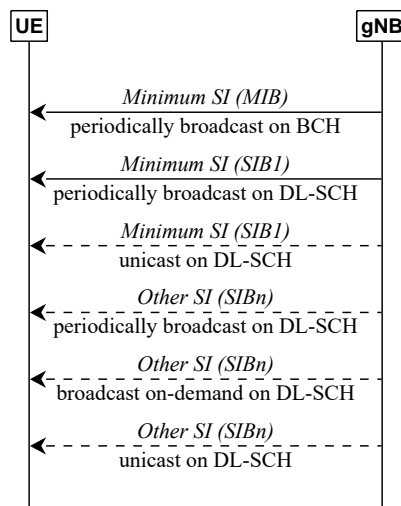 UE
gNB
Minimum SI (MIB)
periodically broadcast on BCH
Minimum SI (SIB1)
periodically broadcast on DL-SCH
Minimum SI (SIB1)
unicast on DL-SCH
Other SI (SIBn)
periodically broadcast on DL-SCH
Other SI (SIBn)
broadcast on-demand on DL-SCH
Other SI (SIBn)
unicast on DL-SCH